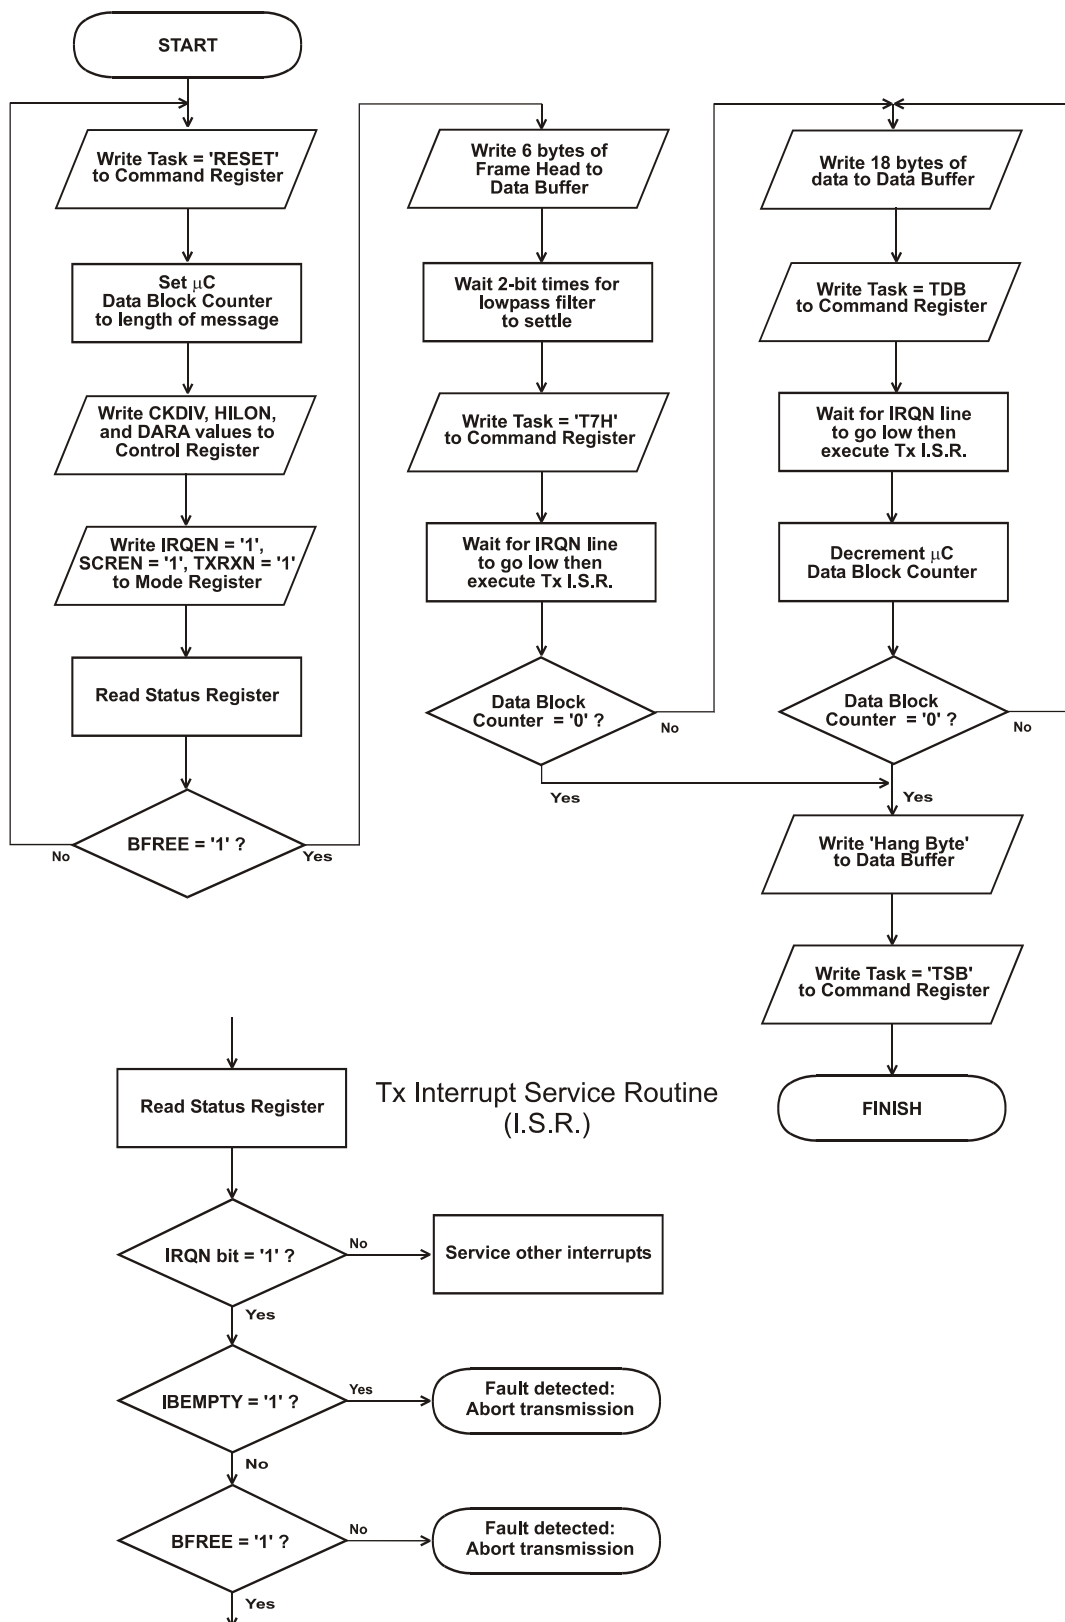 START
Write Task = 'RESET'
to Command Register
Set μC
Data Block Counter
to length of message
Write CKDIV, HILON,
and DARA values to
Control Register
Write IRQEN = '1',
SCREN = '1', TXRXN = '1'
to Mode Register
Read Status Register
BFREE = '1' ?
No
Yes
Write 6 bytes of
Frame Head to
Data Buffer
Wait 2-bit times for
lowpass filter
to settle
Write Task = 'T7H'
to Command Register
Wait for IRQN line
to go low then
execute Tx I.S.R.
Data Block
Counter = '0' ?
No
Yes
Write 18 bytes of
data to Data Buffer
Write Task = TDB
to Command Register
Wait for IRQN line
to go low then
execute Tx I.S.R.
Decrement μC
Data Block Counter
Data Block
Counter = '0' ?
No
Yes
Write 'Hang Byte'
to Data Buffer
Write Task = 'TSB'
to Command Register
FINISH
Tx Interrupt Service Routine
(I.S.R.)
Read Status Register
IRQN bit = '1' ?
No
Service other interrupts
Yes
IBEMPTY = '1' ?
Yes
Fault detected:
Abort transmission
No
BFREE = '1' ?
No
Fault detected:
Abort transmission
Yes